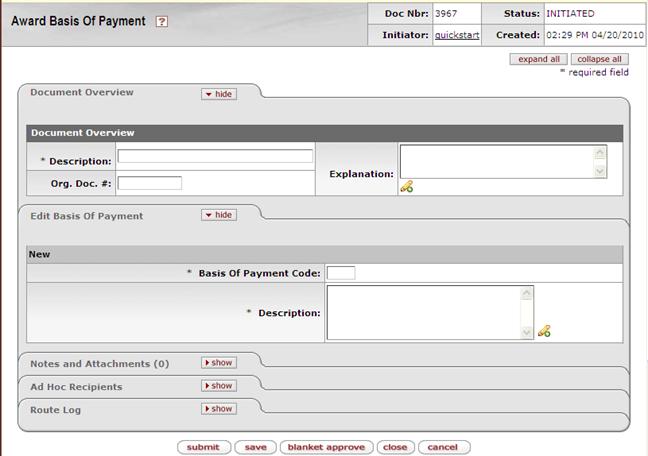 Award Basis Of Payment ?
Doc Nbr: 3967 Status: INITIATED
Initiator: quickstart Created: 02:29 PM 04/20/2010
expand all collapse all
* required field
Document Overview hide
Document Overview
* Description:
Explanation:
Org. Doc. #:
Edit Basis Of Payment hide
New
* Basis Of Payment Code:
* Description:
Notes and Attachments (0) show
Ad Hoc Recipients show
Route Log show
submit save blanket approve close cancel